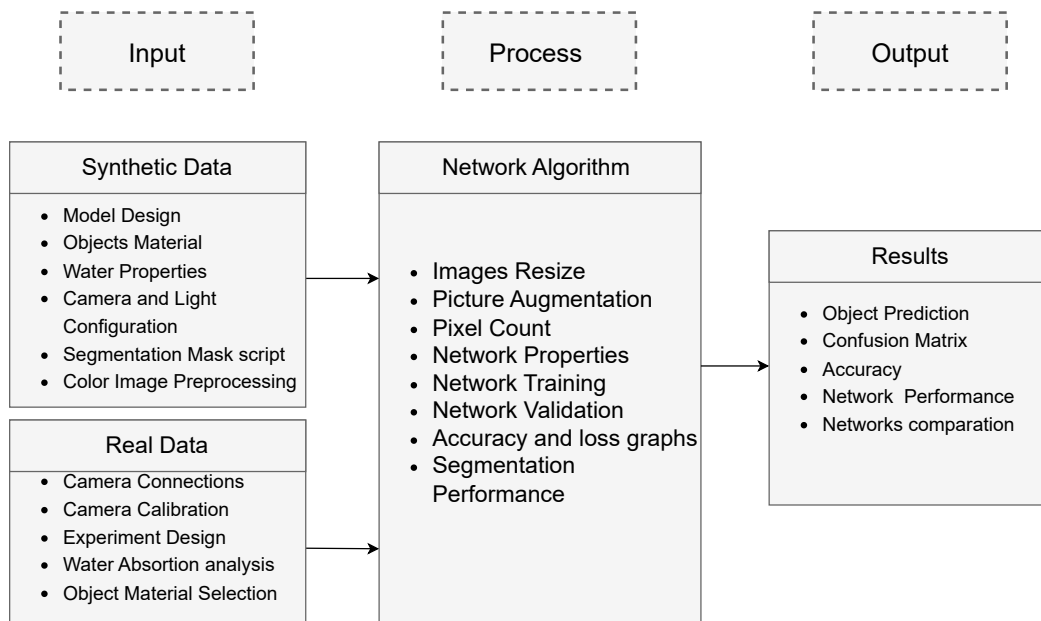 Input
Process
Output
Synthetic Data
• Model Design
• Objects Material
• Water Properties
• Camera and Light
Configuration
• Segmentation Mask script
• Color Image Preprocessing
Real Data
• Camera Connections
• Camera Calibration
• Experiment Design
• Water Absortion analysis
• Object Material Selection
Network Algorithm
• Images Resize
• Picture Augmentation
• Pixel Count
• Network Properties
• Network Training
• Network Validation
• Accuracy and loss graphs
• Segmentation
Performance
Results
• Object Prediction
• Confusion Matrix
• Accuracy
• Network Performance
• Networks comparation